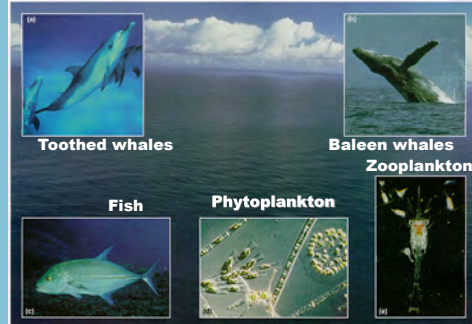 (a)
(b)
Toothed whales
Baleen whales
Zooplankton
Fish
Phytoplankton
(c)
(d)
(e)